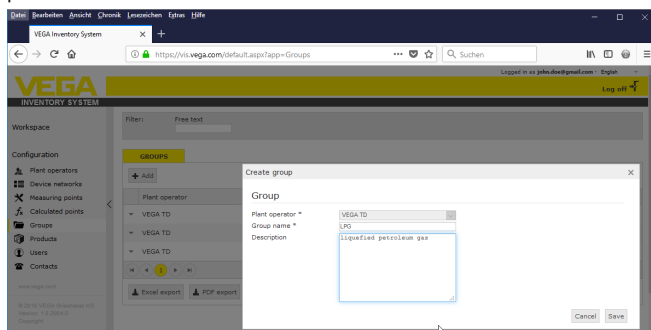 Datei Bearbeiten Ansicht Chronik Lesezeichen Extras Hilfe
VEGA Inventory System
https://vis.vega.com/default.aspx?app=Groups
Suchen
Logged in as john.doe@gmail.com - English
VEGA
Log off
INVENTORY SYSTEM
Workspace
Filter: Free text
Configuration
GROUPS
Plant operators
Device networks
Measuring points
Calculated points
Groups
Products
Users
Contacts
www.vega.com
Add
Plant operator
VEGA TD
VEGA TD
VEGA TD
1
Excel export PDF export
Create group
Group
Plant operator * VEGA TD
Group name * LPG
Description liquefied petroleum gas
Cancel Save